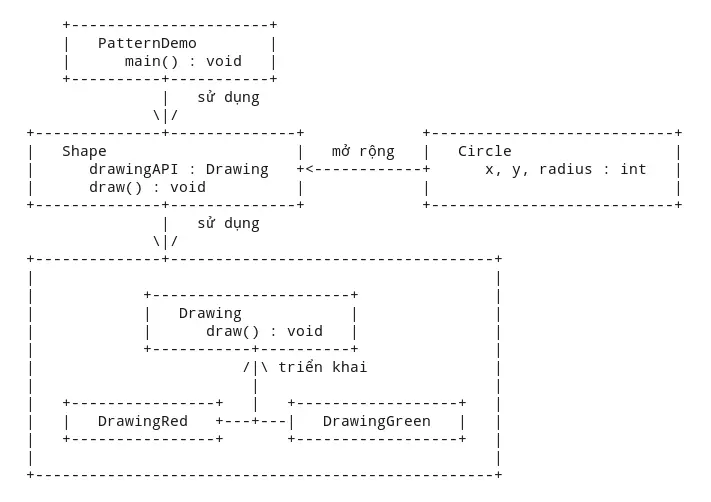 PatternDemo
main() : void
sử dụng
Shape mở rộng Circle
drawingAPI : Drawing x, y, radius : int
draw() : void
sử dụng
Drawing
draw() : void
triển khai
DrawingRed DrawingGreen